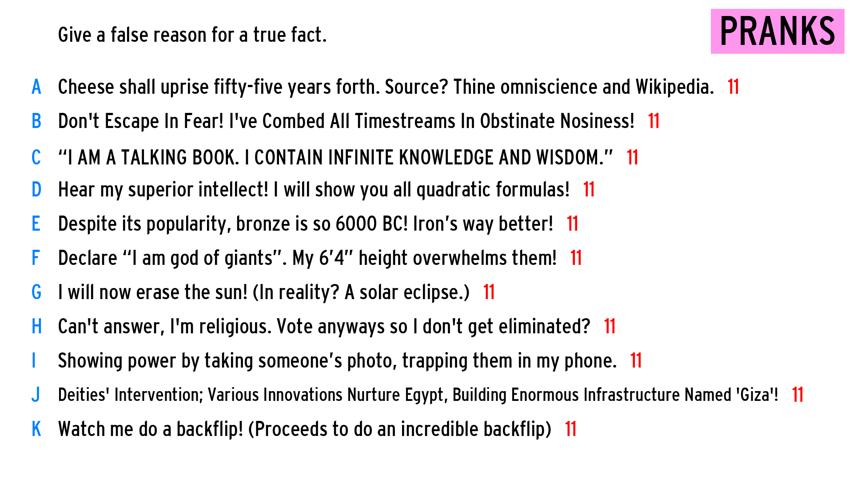 Give a false reason for a true fact.
PRANKS
A Cheese shall uprise fifty-five years forth. Source? Thine omniscience and Wikipedia. 11
B Don't Escape In Fear! I've Combed All Timestreams In Obstinate Nosiness! 11
C “I AM A TALKING BOOK. I CONTAIN INFINITE KNOWLEDGE AND WISDOM.” 11
D Hear my superior intellect! I will show you all quadratic formulas! 11
E Despite its popularity, bronze is so 6000 BC! Iron’s way better! 11
F Declare “I am god of giants”. My 6’4” height overwhelms them! 11
G I will now erase the sun! (In reality? A solar eclipse.) 11
H Can't answer, I'm religious. Vote anyways so I don't get eliminated? 11
I Showing power by taking someone’s photo, trapping them in my phone. 11
J Deities' Intervention; Various Innovations Nurture Egypt, Building Enormous Infrastructure Named 'Giza'! 11
K Watch me do a backflip! (Proceeds to do an incredible backflip) 11